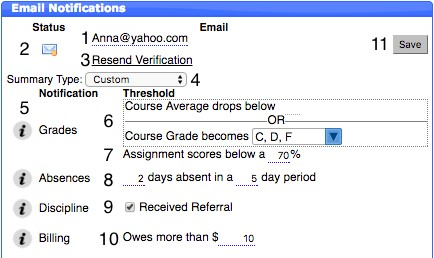 Email Notifications
Status Email
1 Anna@yahoo.com
2 3 Resend Verification 11 Save
Summary Type: Custom 4
Notification Threshold
5 Course Average drops below
6 OR
Grades Course Grade becomes C, D, F
7 Assignment scores below a 70%
Absences 8 2 days absent in a 5 day period
Discipline 9 Received Referral
Billing 10 Owes more than $ 10